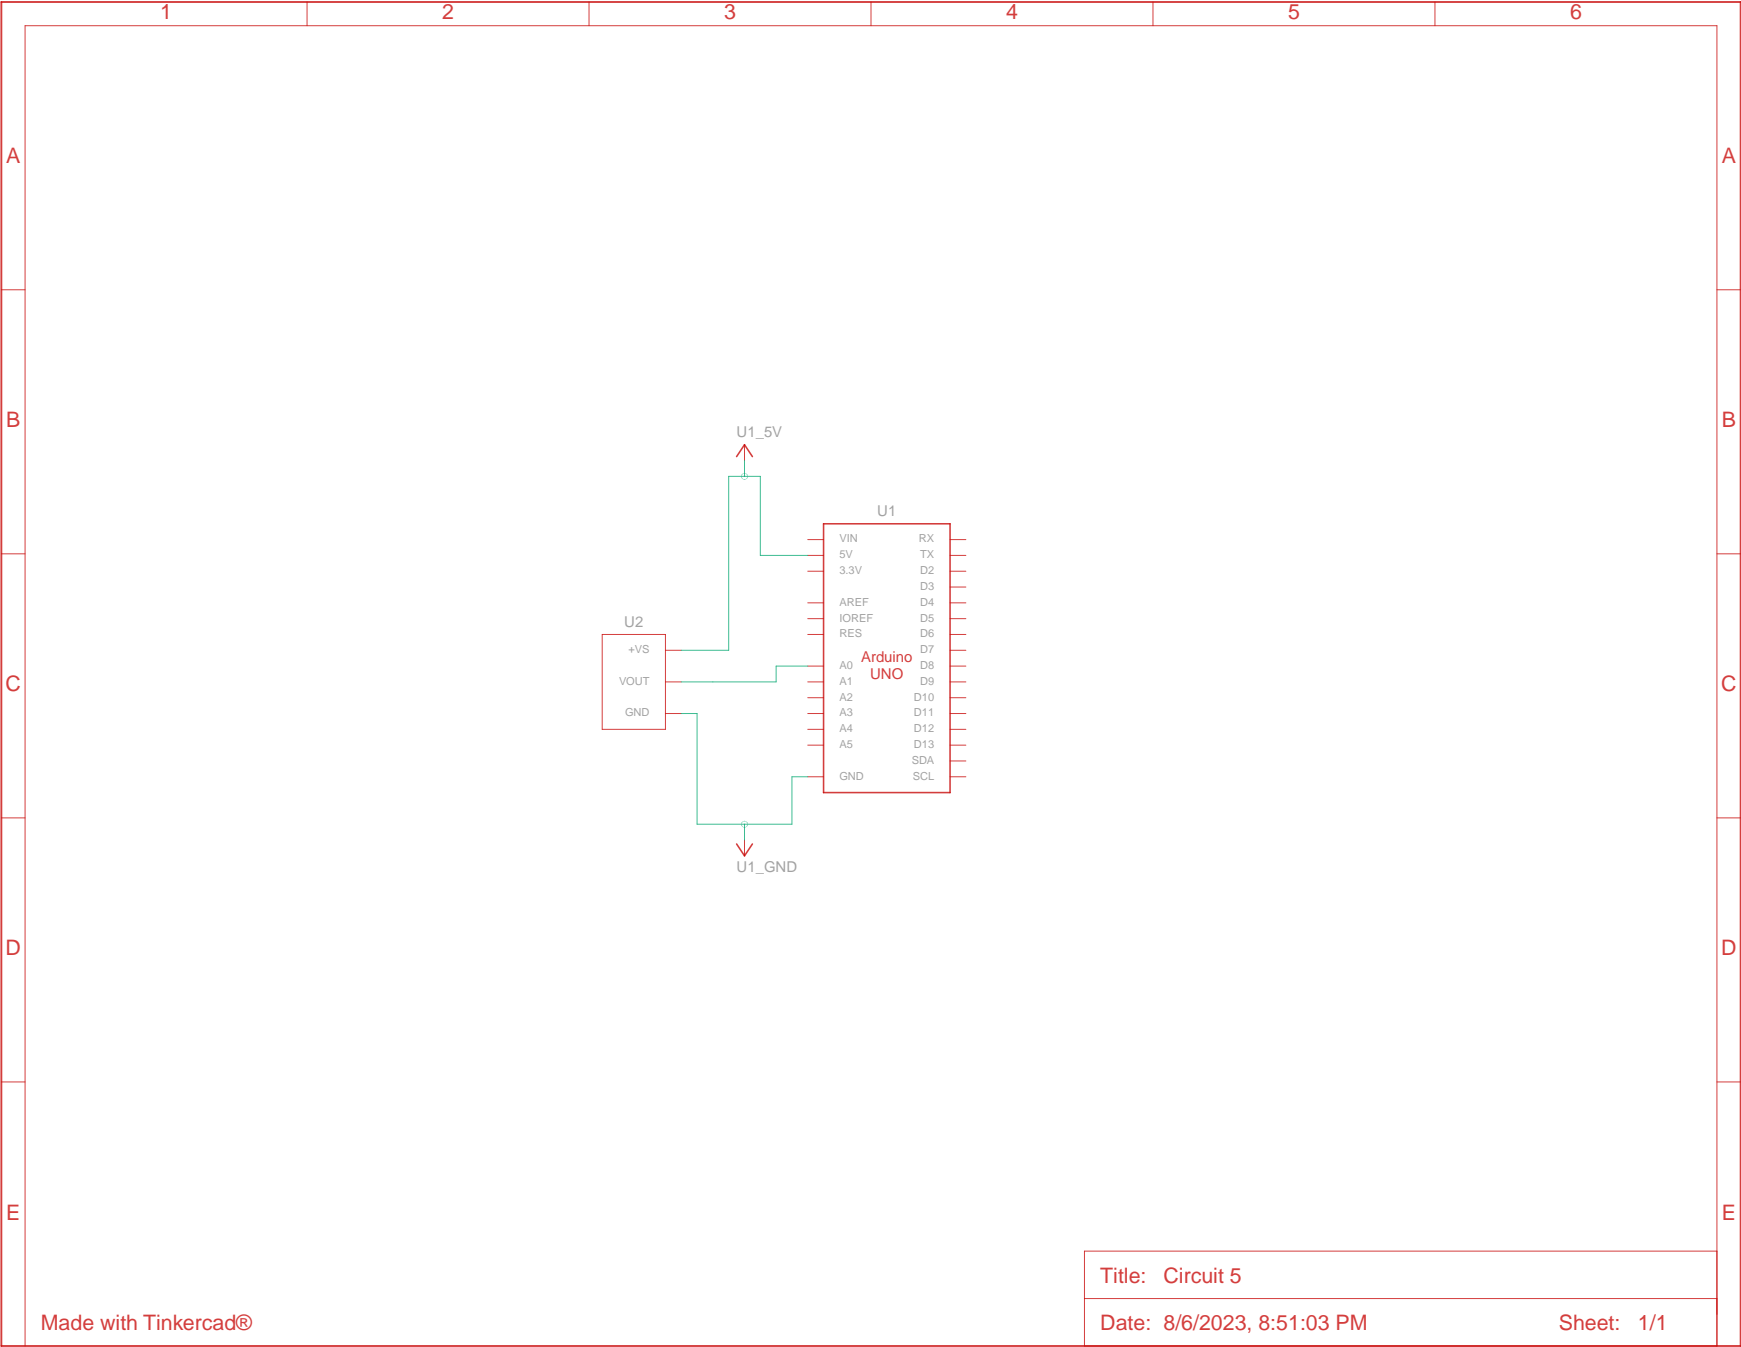 1 2 3 4 5 6
A A
B B
U1_5V
U1
VIN RX
5V TX
3.3V D2
D3
AREF D4
IOREF D5
RES D6
D7
A0 D8
A1 D9
A2 D10
A3 D11
A4 D12
A5 D13
SDA
GND SCL
Arduino
UNO
U2
+VS
VOUT
GND
C C
U1_GND
D D
E E
Title: Circuit 5
Made with Tinkercad®
Date: 8/6/2023, 8:51:03 PM Sheet: 1/1